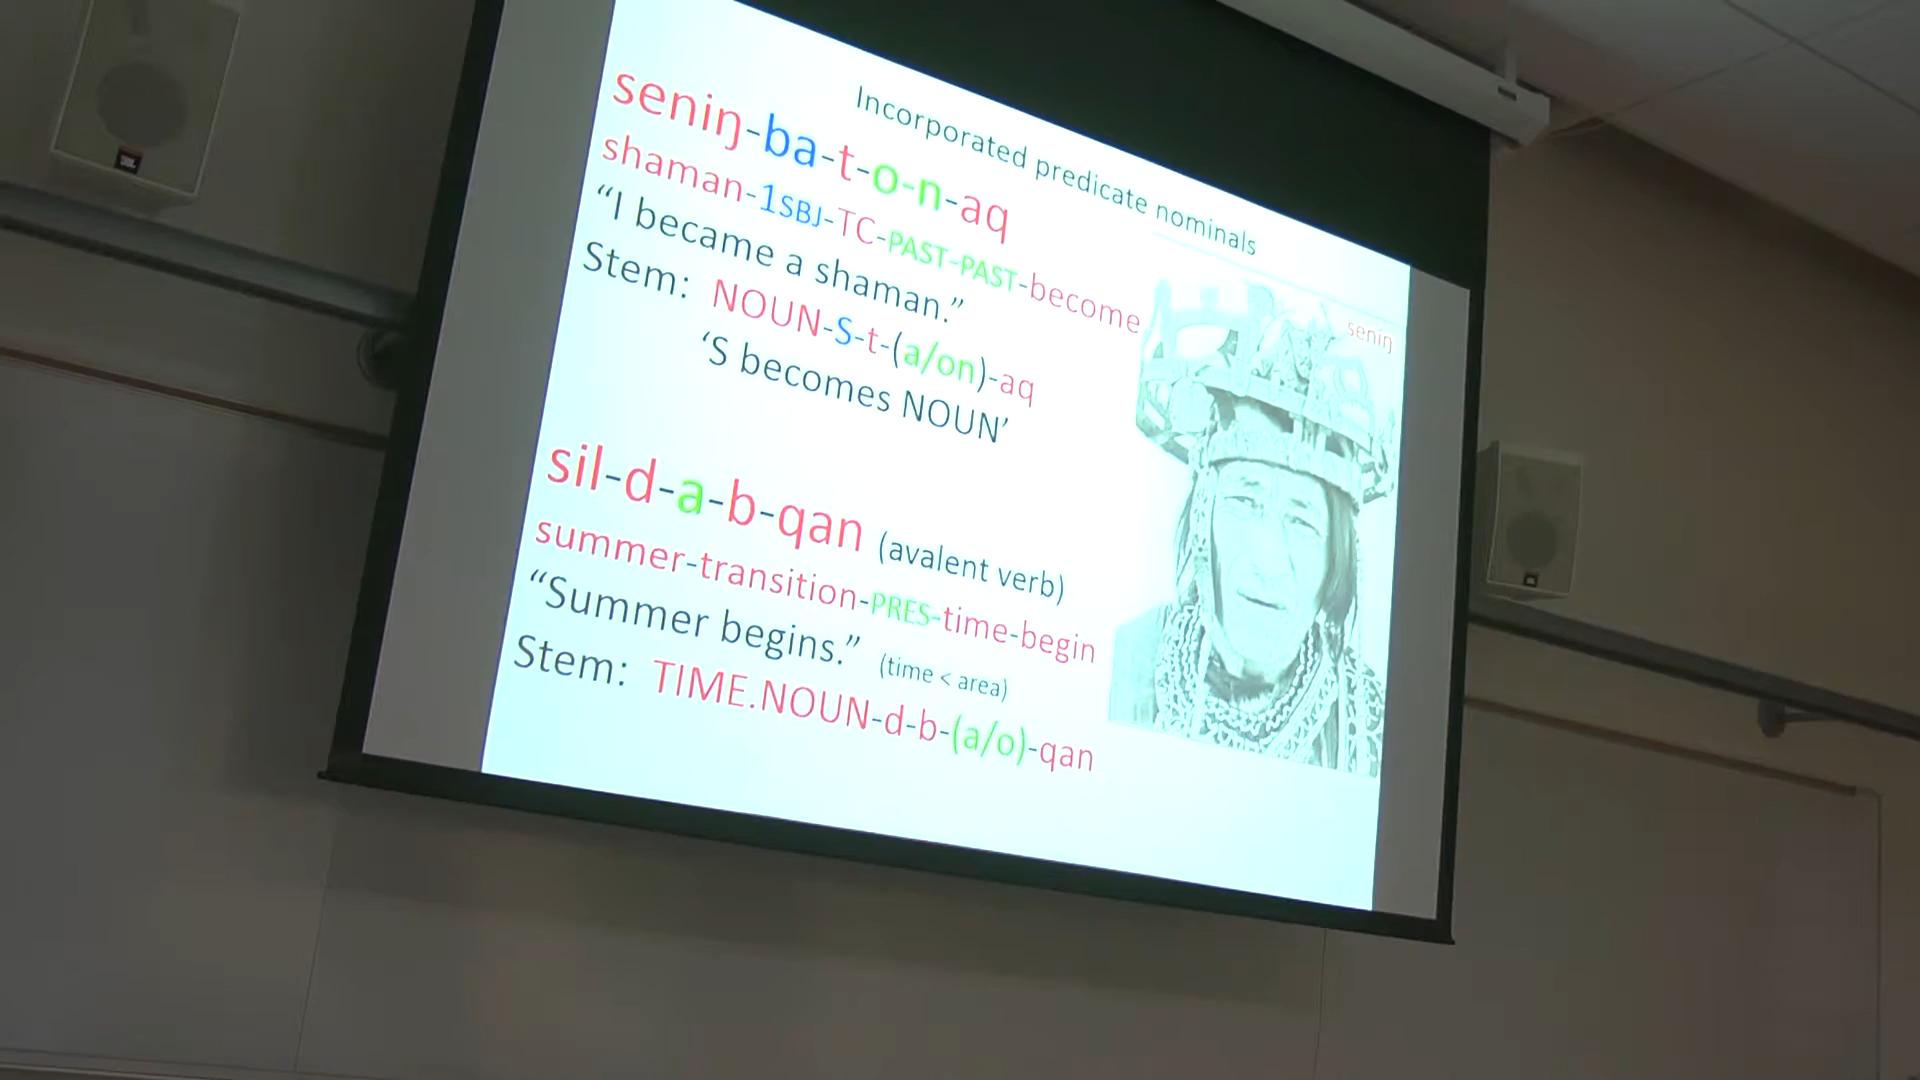 Incorporated predicate nominals
seniŋ-ba-t-o-n-aq
shaman-1SBJ-TC-PAST-PAST-become
“I became a shaman.”
Stem: NOUN-S-t-(a/on)-aq
‘S becomes NOUN’
seniŋ
sil-d-a-b-qan (avalent verb)
summer-transition-PRES-time-begin
“Summer begins.” (time < area)
Stem: TIME.NOUN-d-b-(a/o)-qan
JBL